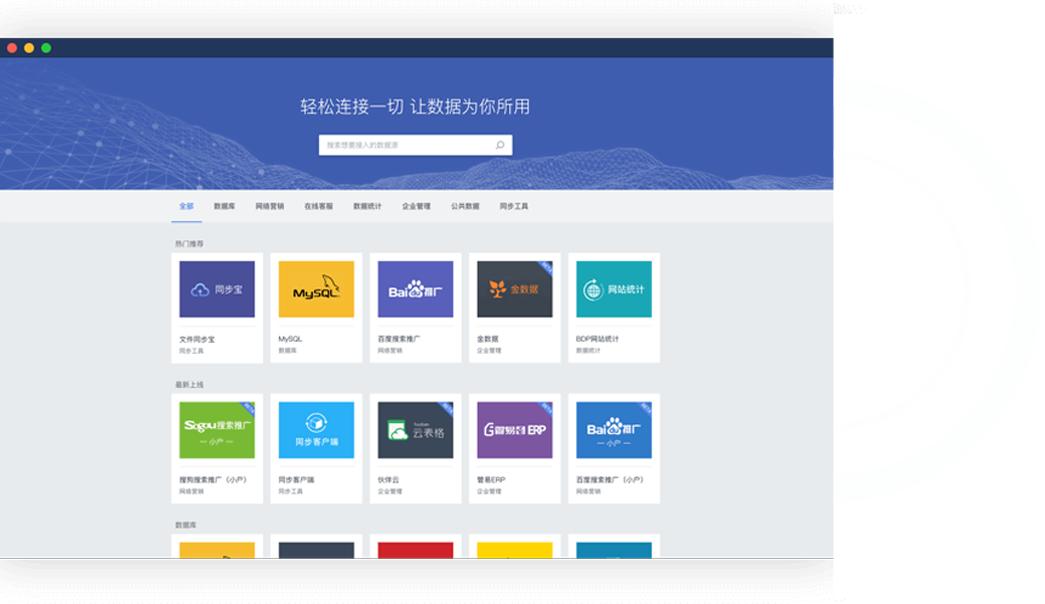 轻松连接一切 让数据为你所用
搜索想要接入的数据源
全部 数据库 网络营销 在线客服 数据统计 企业管理 公共数据 同步工具
热门推荐
同步宝
MySQL
Bai du 推广
金数据
BETA
网站统计
文件同步宝
同步工具
MySQL
数据库
百度搜索推广
网络营销
金数据
企业管理
BDP网站统计
数据统计
最新上线
Sogou搜索推广
— 小户 —
BETA
同步客户端
云表格
BETA
管易ERP
BETA
Bai du 推广
— 小户 —
BETA
搜狗搜索推广（小户）
网络营销
同步客户端
同步工具
伙伴云
企业管理
管易ERP
企业管理
百度搜索推广（小户）
网络营销
数据库